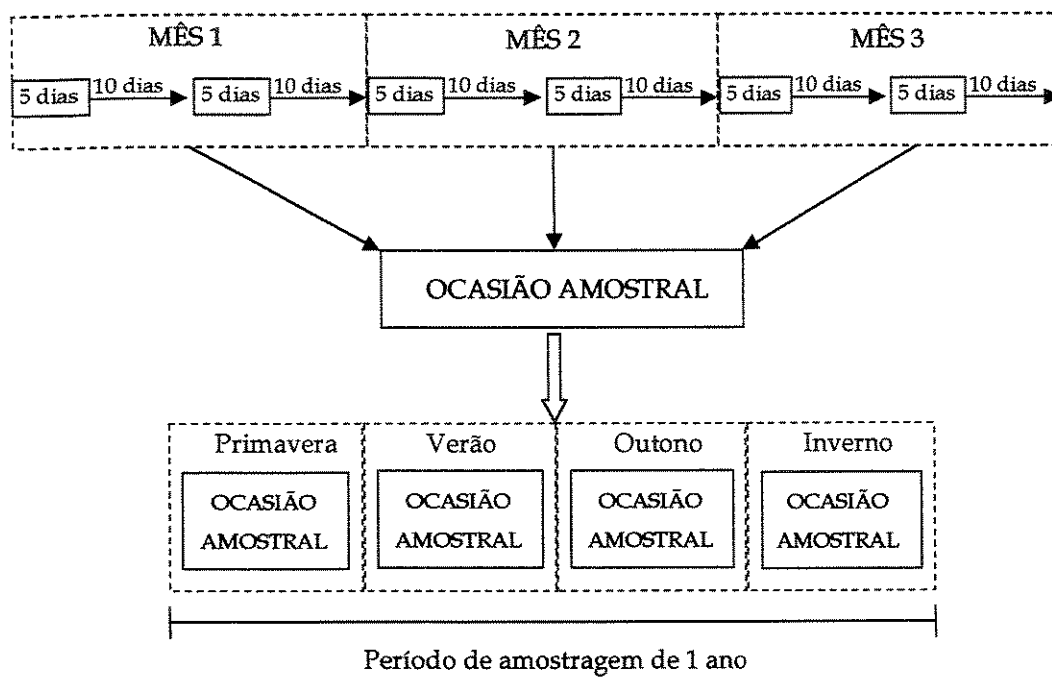 MÊS 1 MÊS 2 MÊS 3
5 dias 10 dias 5 dias 10 dias 5 dias 10 dias 5 dias 10 dias 5 dias 10 dias 5 dias 10 dias
OCASIÃO AMOSTRAL
Primavera Verão Outono Inverno
OCASIÃO OCASIÃO OCASIÃO OCASIÃO
AMOSTRAL AMOSTRAL AMOSTRAL AMOSTRAL
Período de amostragem de 1 ano